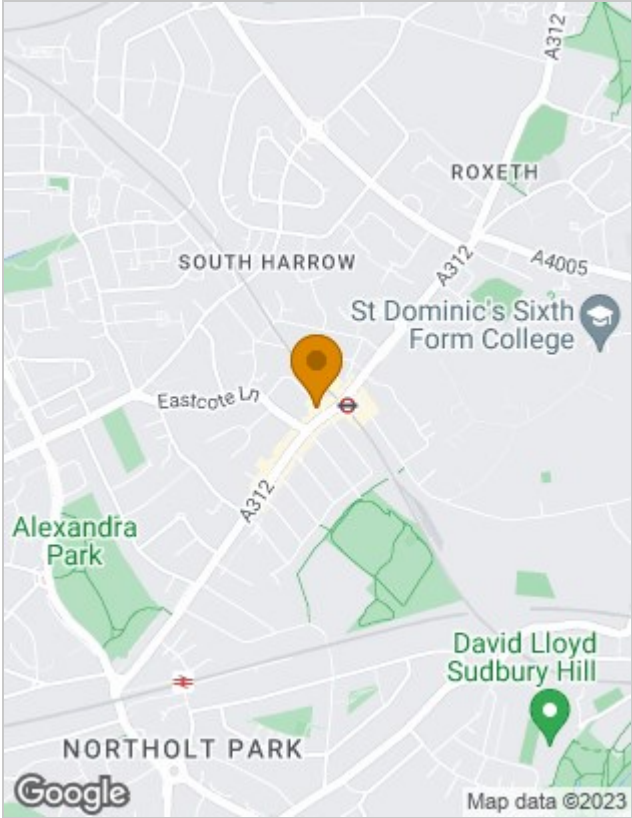 A312
ROXETH
SOUTH HARROW
A312
A4005
St Dominic's Sixth
Form College
Eastcote Ln
A312
Alexandra
Park
David Lloyd
Sudbury Hill
NORTHOLT PARK
Google
Map data ©2023